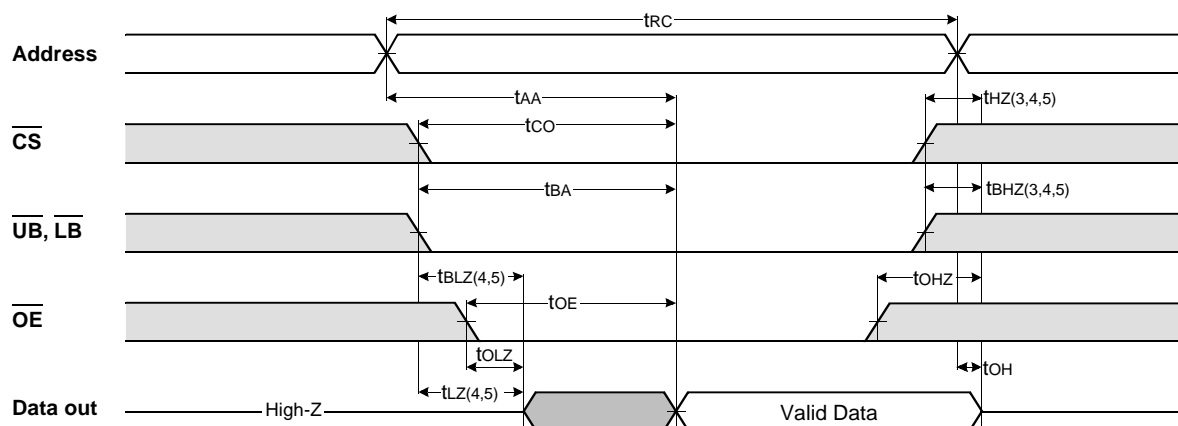 tRC
Address
tAA
tHZ(3,4,5)
CS
tCO
tBA
tBHZ(3,4,5)
UB, LB
tBLZ(4,5)
tOHZ
OE
tOE
tOLZ
tOH
tLZ(4,5)
Data out
High-Z
Valid Data